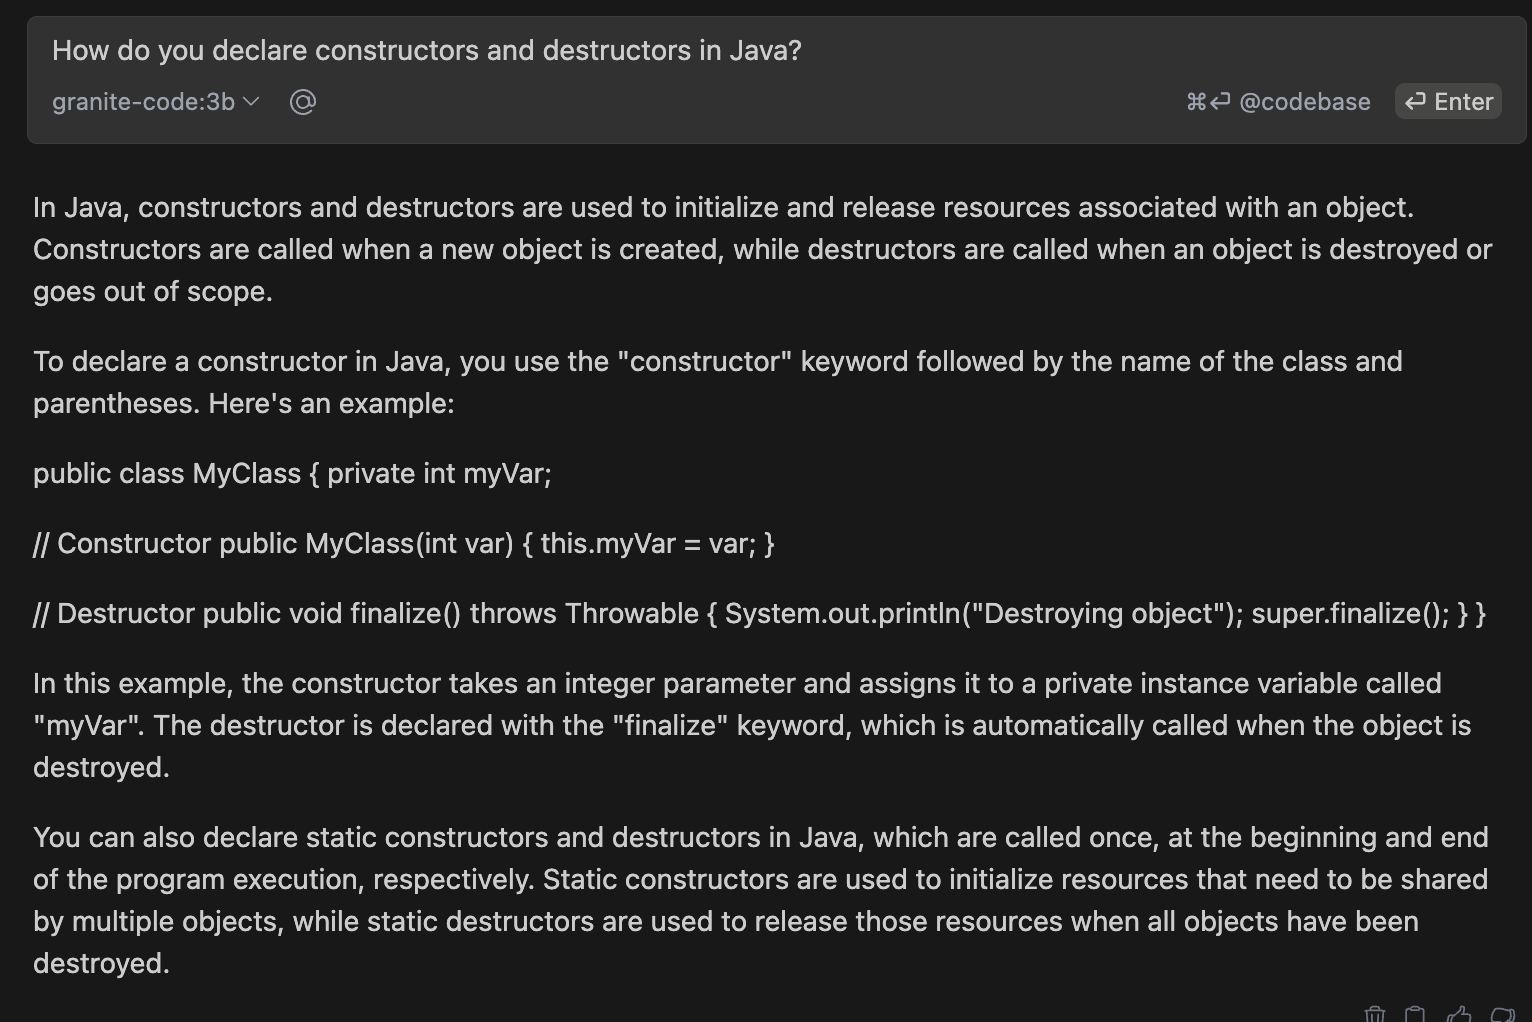 How do you declare constructors and destructors in Java?
granite-code:3b @ ⌘⏎ @codebase ⏎ Enter
In Java, constructors and destructors are used to initialize and release resources associated with an object.
Constructors are called when a new object is created, while destructors are called when an object is destroyed or
goes out of scope.
To declare a constructor in Java, you use the "constructor" keyword followed by the name of the class and
parentheses. Here's an example:
public class MyClass { private int myVar;
// Constructor public MyClass(int var) { this.myVar = var; }
// Destructor public void finalize() throws Throwable { System.out.println("Destroying object"); super.finalize(); } }
In this example, the constructor takes an integer parameter and assigns it to a private instance variable called
"myVar". The destructor is declared with the "finalize" keyword, which is automatically called when the object is
destroyed.
You can also declare static constructors and destructors in Java, which are called once, at the beginning and end
of the program execution, respectively. Static constructors are used to initialize resources that need to be shared
by multiple objects, while static destructors are used to release those resources when all objects have been
destroyed.